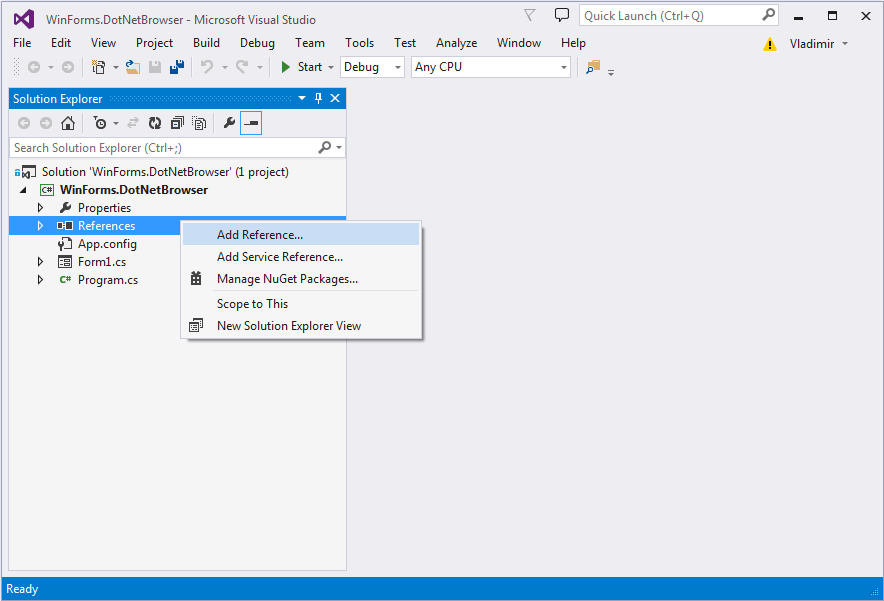 WinForms.DotNetBrowser - Microsoft Visual Studio
Quick Launch (Ctrl+Q)
File Edit View Project Build Debug Team Tools Test Analyze Window Help
Vladimir
Start Debug Any CPU
Solution Explorer
Search Solution Explorer (Ctrl+;)
Solution 'WinForms.DotNetBrowser' (1 project)
C# WinForms.DotNetBrowser
Properties
References
App.config
Form1.cs
C# Program.cs
Add Reference...
Add Service Reference...
Manage NuGet Packages...
Scope to This
New Solution Explorer View
Ready